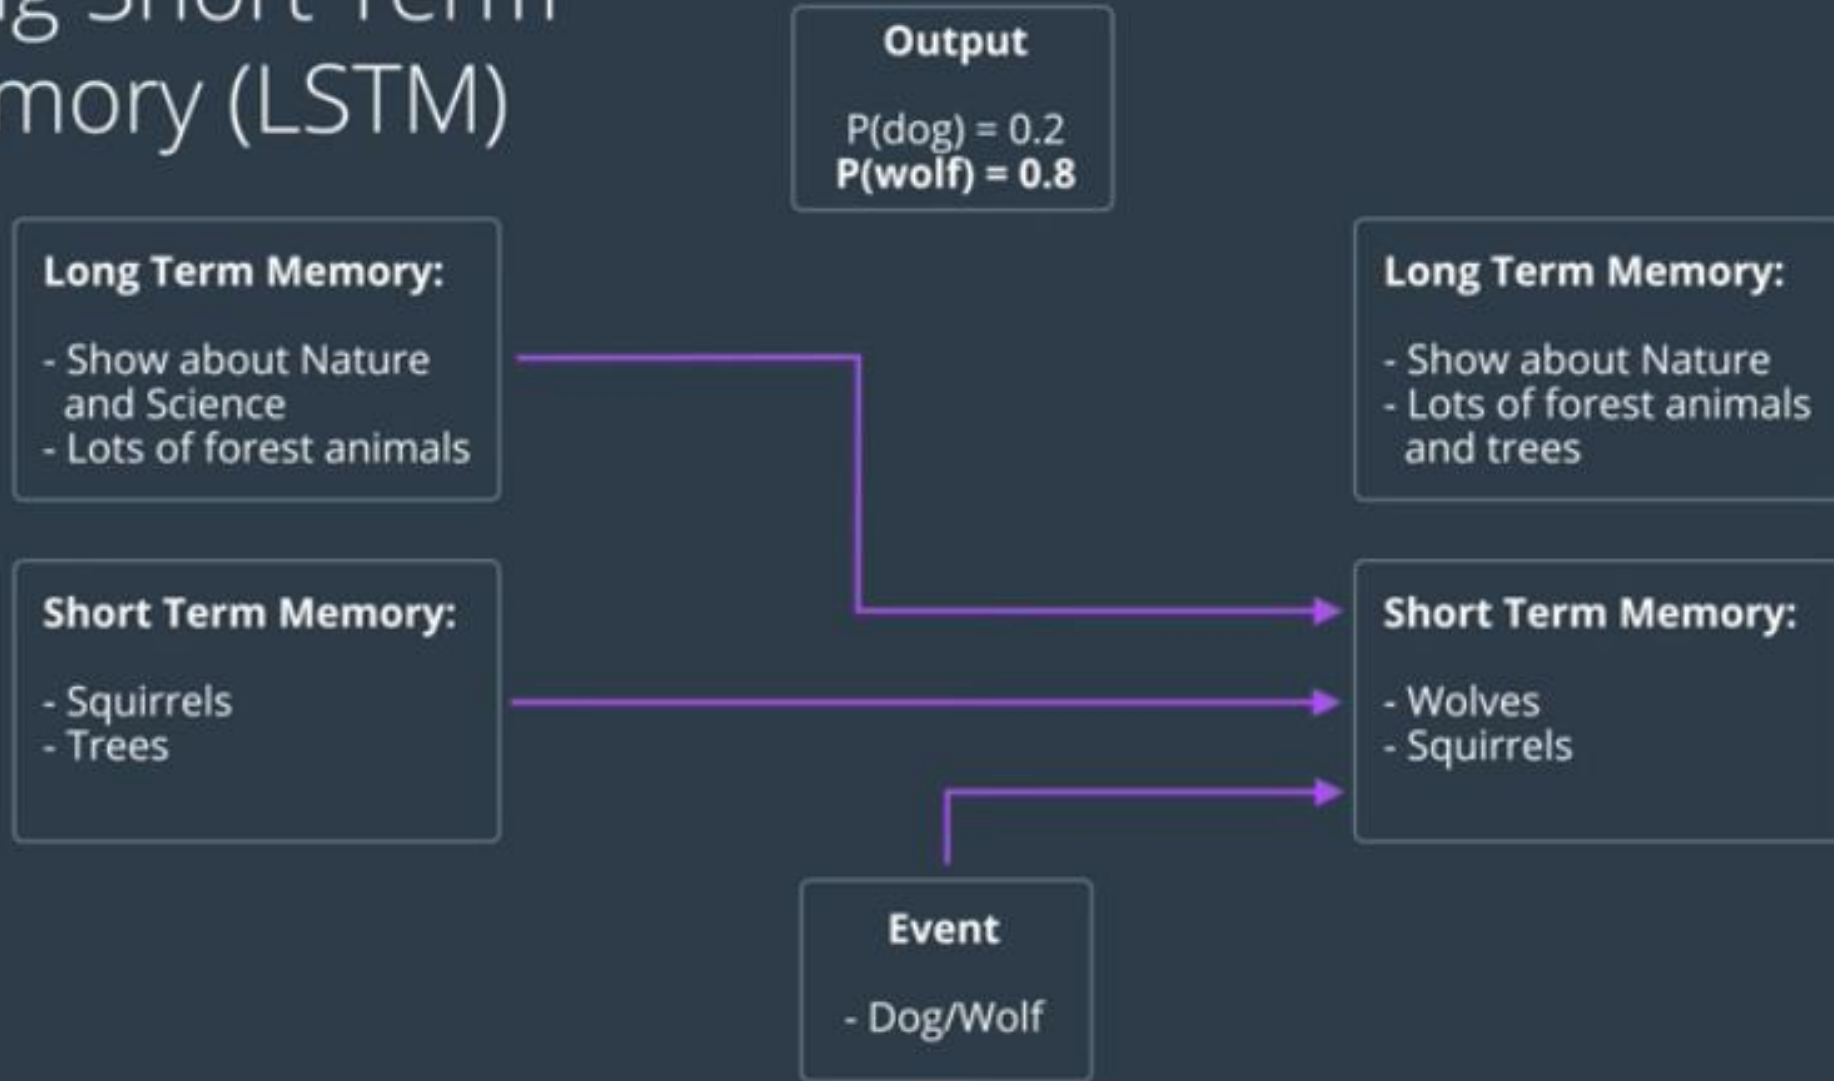 g Short Term
mory (LSTM)
Output
P(dog) = 0.2
P(wolf) = 0.8
Long Term Memory:
- Show about Nature
and Science
- Lots of forest animals
Long Term Memory:
- Show about Nature
- Lots of forest animals
and trees
Short Term Memory:
- Squirrels
- Trees
Short Term Memory:
- Wolves
- Squirrels
Event
- Dog/Wolf